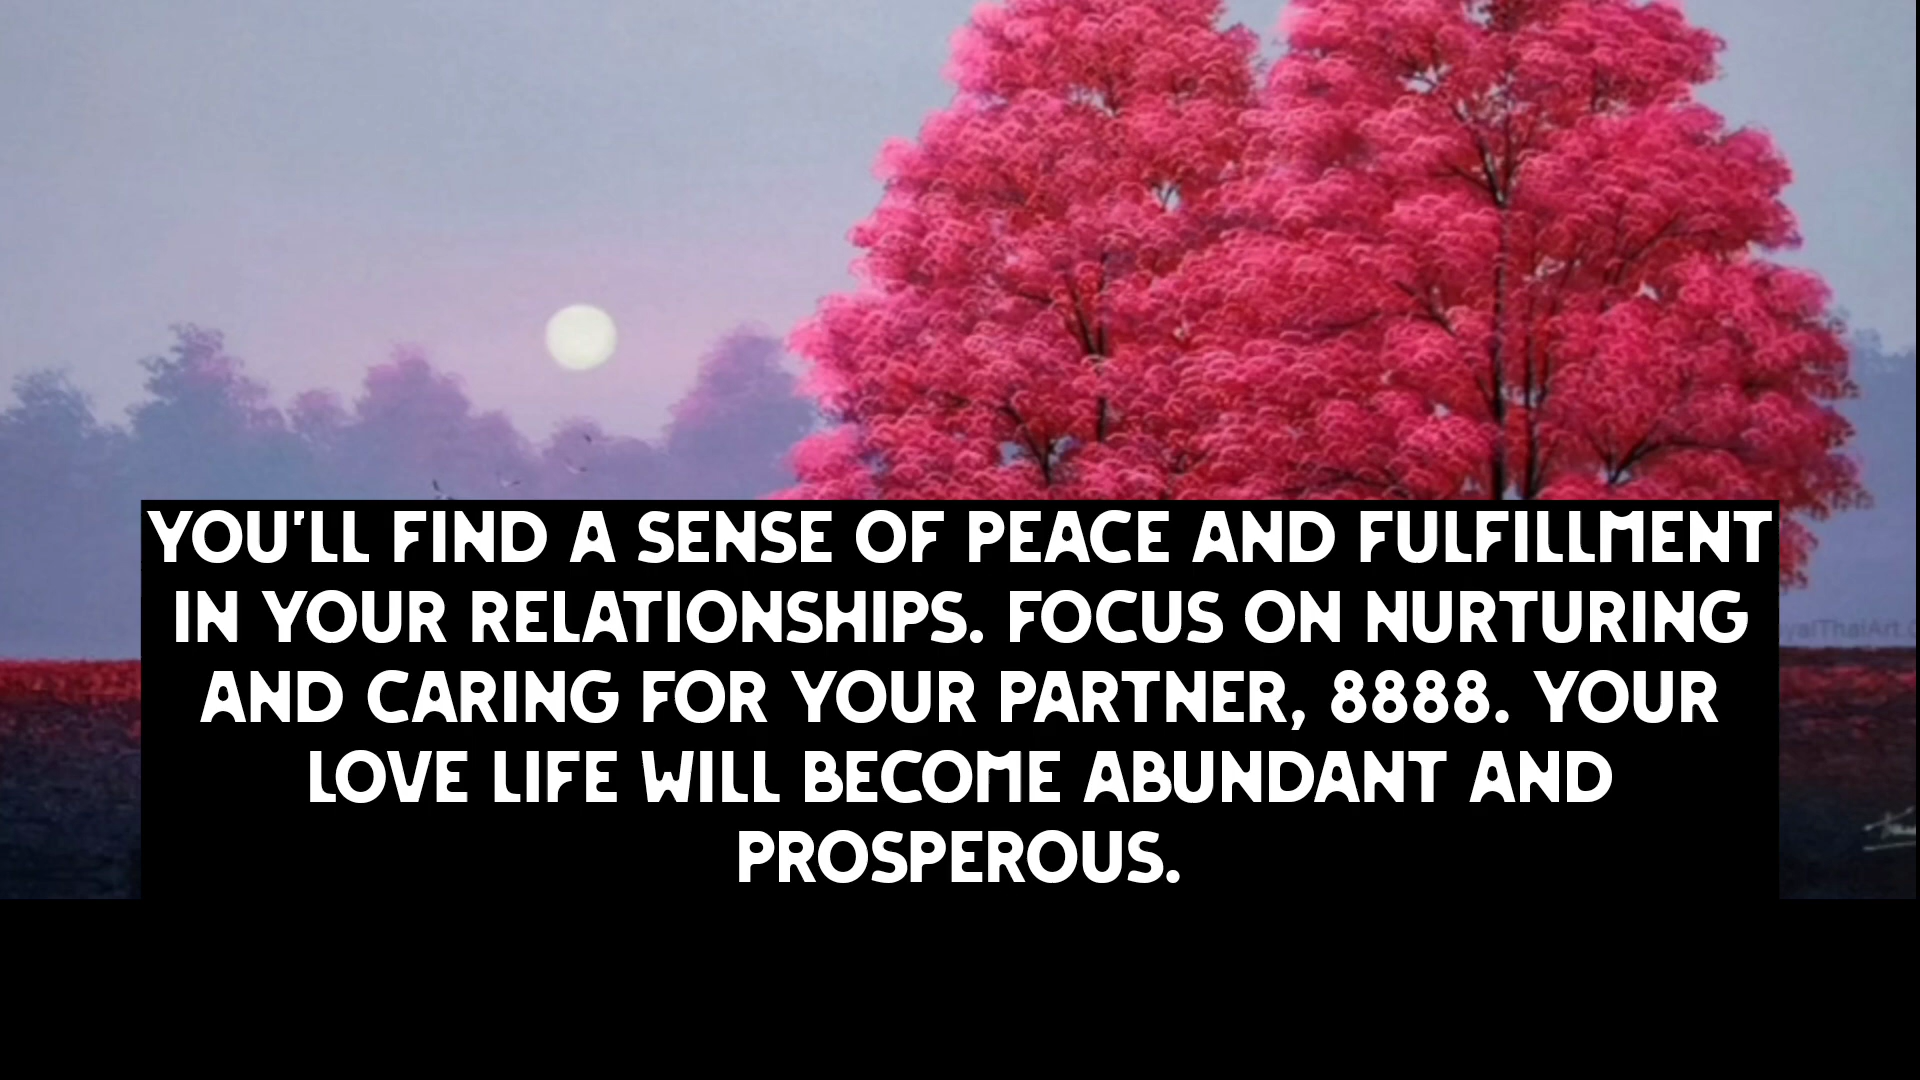 YOU'LL FIND A SENSE OF PEACE AND FULFILLMENT
IN YOUR RELATIONSHIPS. FOCUS ON NURTURING
AND CARING FOR YOUR PARTNER, 8888. YOUR
LOVE LIFE WILL BECOME ABUNDANT AND
PROSPEROUS.